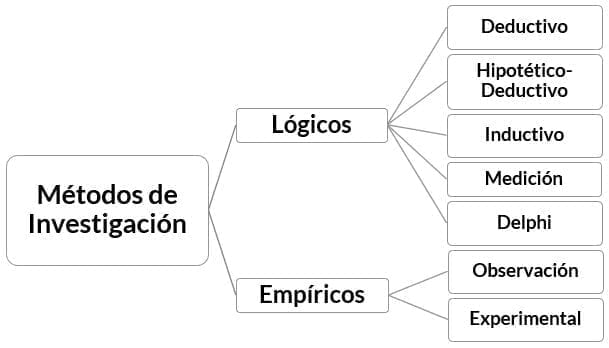 Métodos de
Investigación
Lógicos
Deductivo
Hipotético-
Deductivo
Inductivo
Medición
Delphi
Empíricos
Observación
Experimental